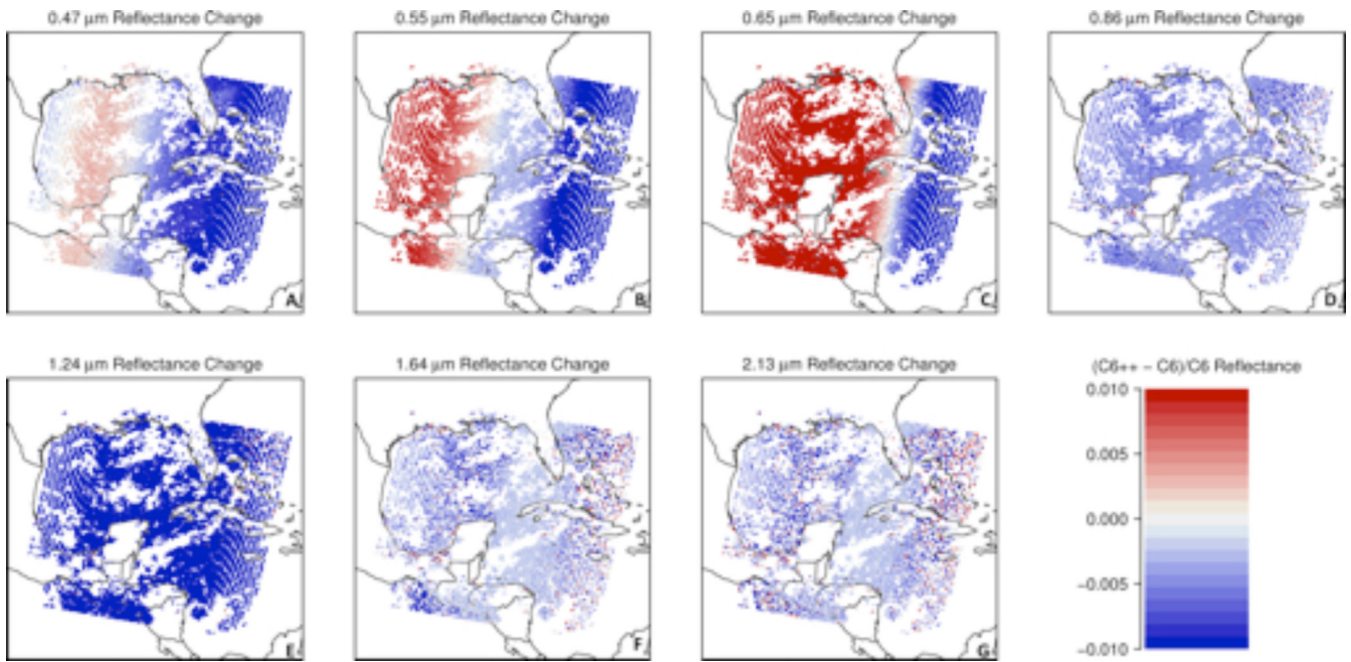 0.47 μm Reflectance Change
0.55 μm Reflectance Change
0.65 μm Reflectance Change
0.86 μm Reflectance Change
A
B
C
D
1.24 μm Reflectance Change
1.64 μm Reflectance Change
2.13 μm Reflectance Change
(C6++ − C6)/C6 Reflectance
0.010
0.005
0.000
−0.005
−0.010
E
F
G